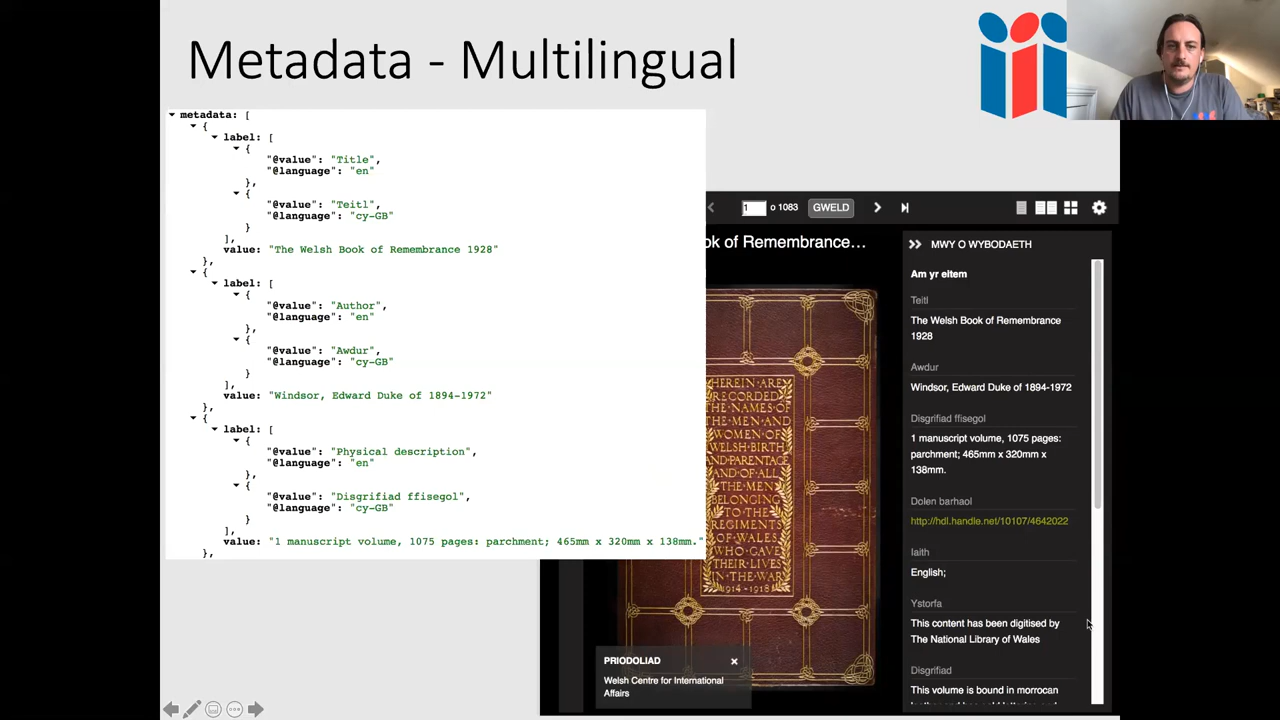 Metadata - Multilingual
metadata: [
{
label: [
{
"@value": "Title",
"@language": "en"
},
{
"@value": "Teitl",
"@language": "cy-GB"
}
],
value: "The Welsh Book of Remembrance 1928"
},
{
label: [
{
"@value": "Author",
"@language": "en"
},
{
"@value": "Awdur",
"@language": "cy-GB"
}
],
value: "Windsor, Edward Duke of 1894-1972"
},
{
label: [
{
"@value": "Physical description",
"@language": "en"
},
{
"@value": "Disgrifiad ffisegol",
"@language": "cy-GB"
}
],
value: "1 manuscript volume, 1075 pages: parchment; 465mm x 320mm x 138mm."
},
1 o 1083 GWELD
ok of Remembrance...
HEREIN·ARE
RECORDED
THE·NAMES·OF
THE·MEN·AND
WOMEN·OF
WELSH·BIRTH
AND·PARENTAGE
AND·OF·ALL
THE·MEN
BELONGING
TO·THE
REGIMENTS
OF·WALES
WHO·GAVE
THEIR·LIVES
IN·THE·WAR
1914-1918
PRIODOLIAD
Welsh Centre for International
Affairs
MWY O WYBODAETH
Am yr eitem
Teitl
The Welsh Book of Remembrance
1928
Awdur
Windsor, Edward Duke of 1894-1972
Disgrifiad ffisegol
1 manuscript volume, 1075 pages:
parchment; 465mm x 320mm x
138mm.
Dolen barhaol
http://hdl.handle.net/10107/4642022
Iaith
English;
Ystorfa
This content has been digitised by
The National Library of Wales
Disgrifiad
This volume is bound in morrocan